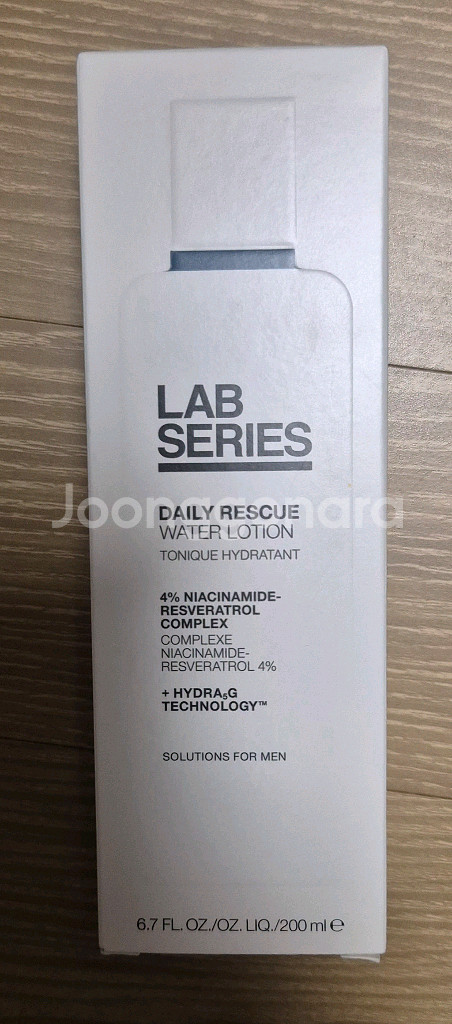 LAB
SERIES
Joonggonara
DAILY RESCUE
WATER LOTION
TONIQUE HYDRATANT
4% NIACINAMIDE-
RESVERATROL
COMPLEX
COMPLEXE
NIACINAMIDE-
RESVERATROL 4%
+ HYDRA₅G
TECHNOLOGY™
SOLUTIONS FOR MEN
6.7 FL. OZ./OZ. LIQ./200 ml ℮